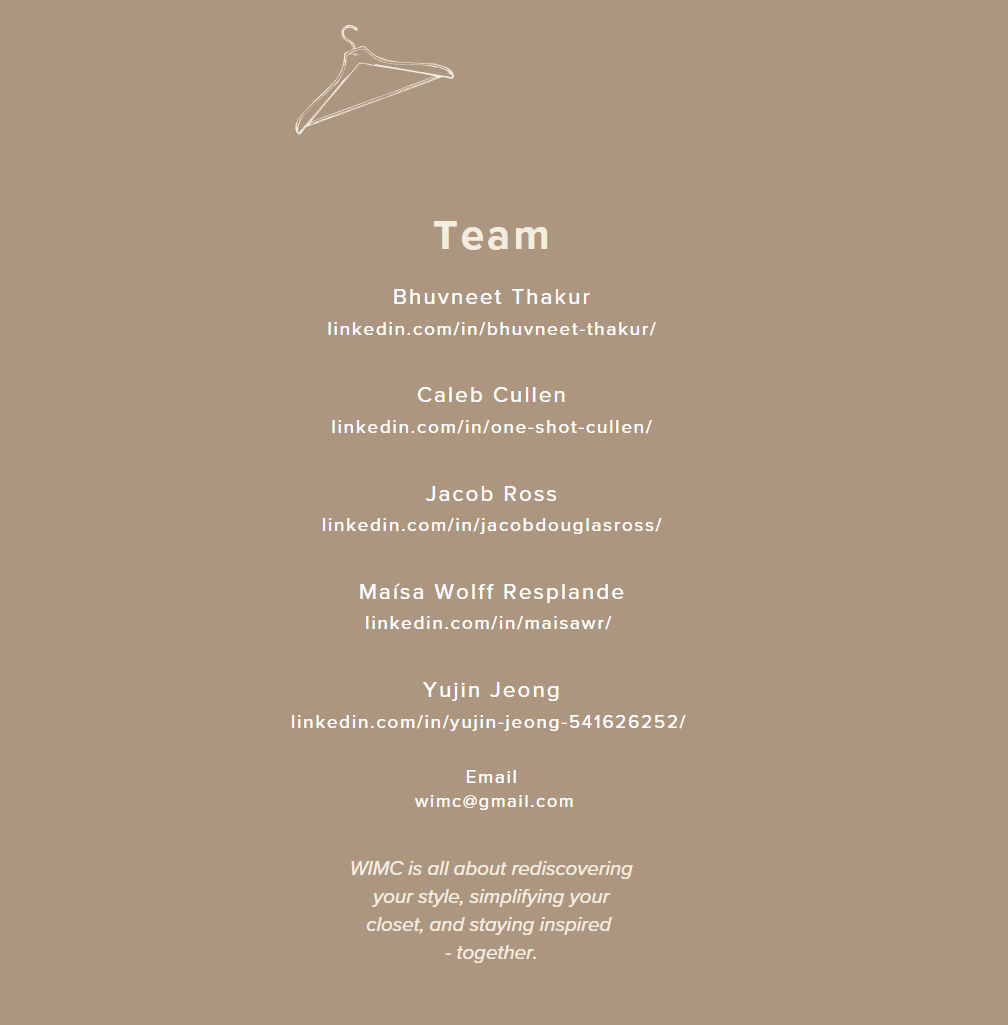 Team
Bhuvneet Thakur
linkedin.com/in/bhuvneet-thakur/
Caleb Cullen
linkedin.com/in/one-shot-cullen/
Jacob Ross
linkedin.com/in/jacobdouglasross/
Maísa Wolff Resplande
linkedin.com/in/maisawr/
Yujin Jeong
linkedin.com/in/yujin-jeong-541626252/
Email
wimc@gmail.com
WIMC is all about rediscovering
your style, simplifying your
closet, and staying inspired
- together.